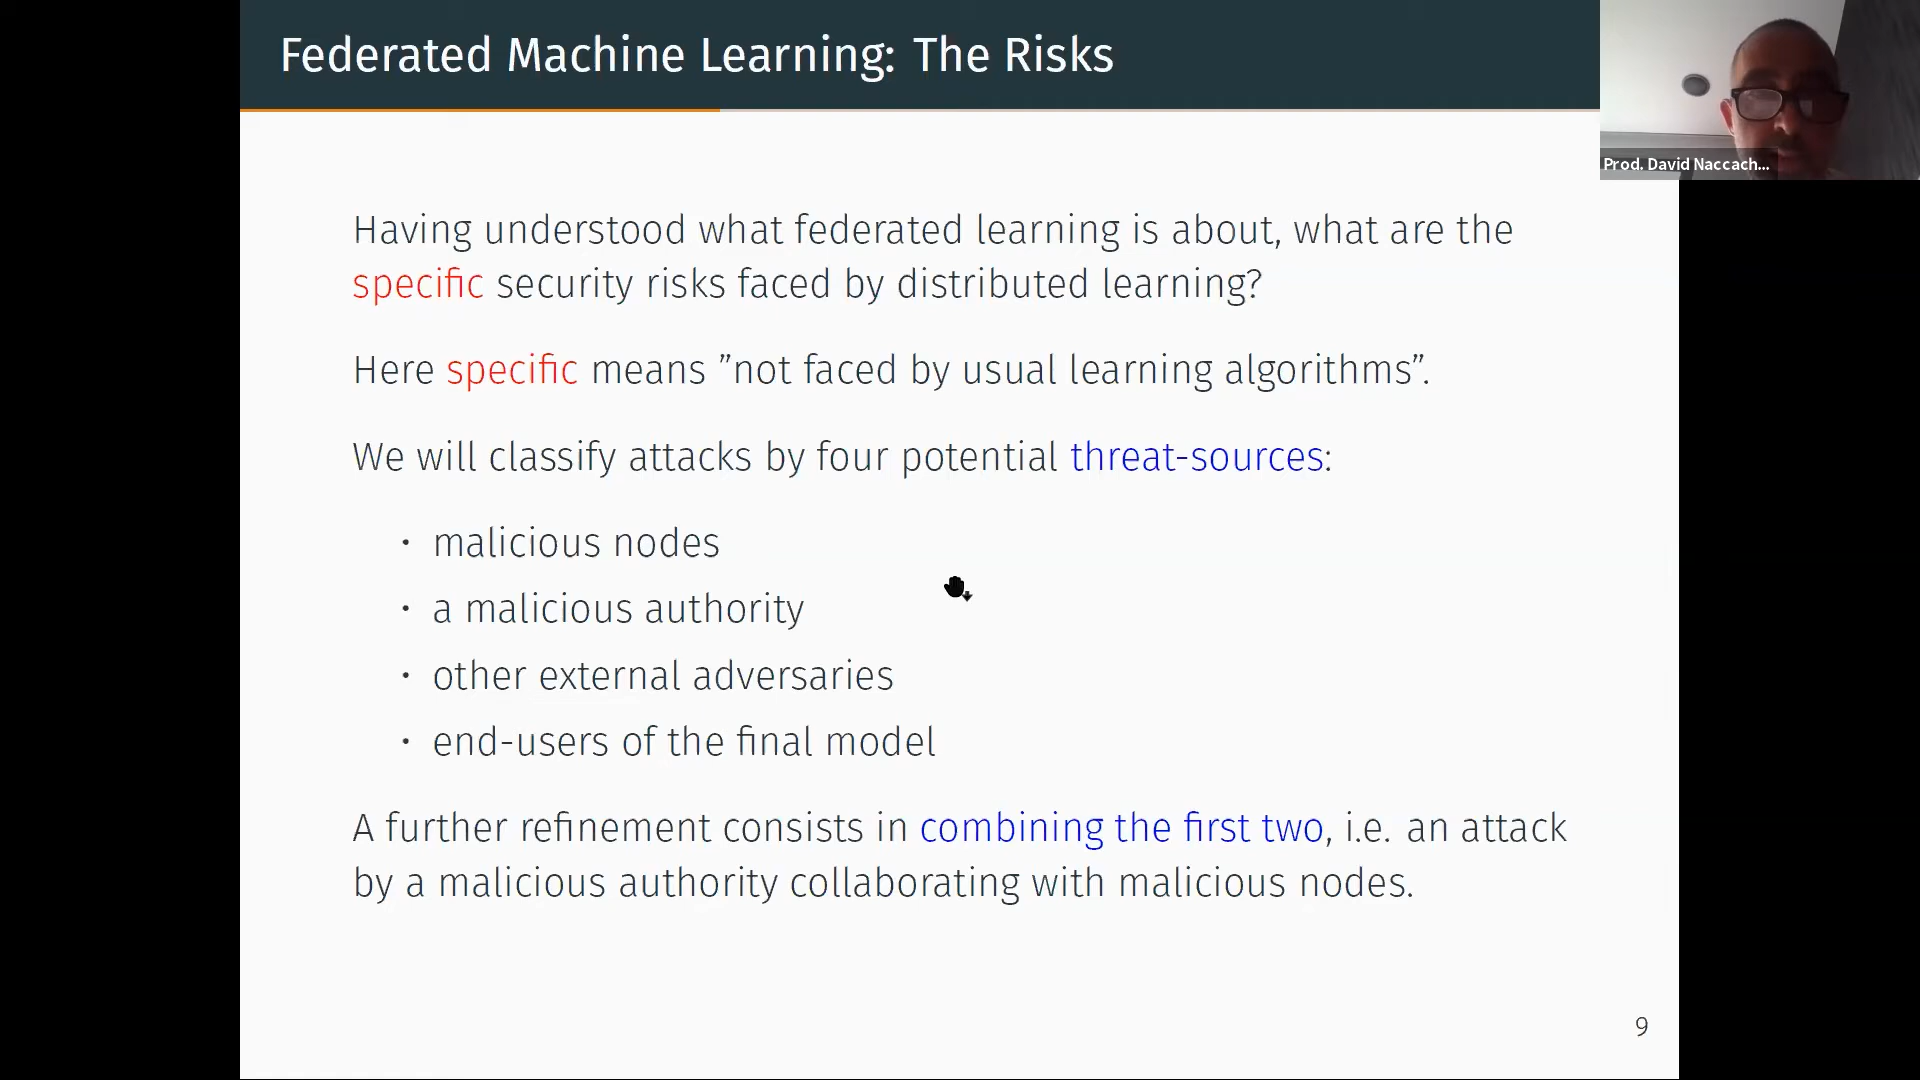 Federated Machine Learning: The Risks
Prod. David Naccach...
Having understood what federated learning is about, what are the
specific security risks faced by distributed learning?
Here specific means ”not faced by usual learning algorithms”.
We will classify attacks by four potential threat-sources:
• malicious nodes
• a malicious authority
• other external adversaries
• end-users of the final model
A further refinement consists in combining the first two, i.e. an attack
by a malicious authority collaborating with malicious nodes.
9